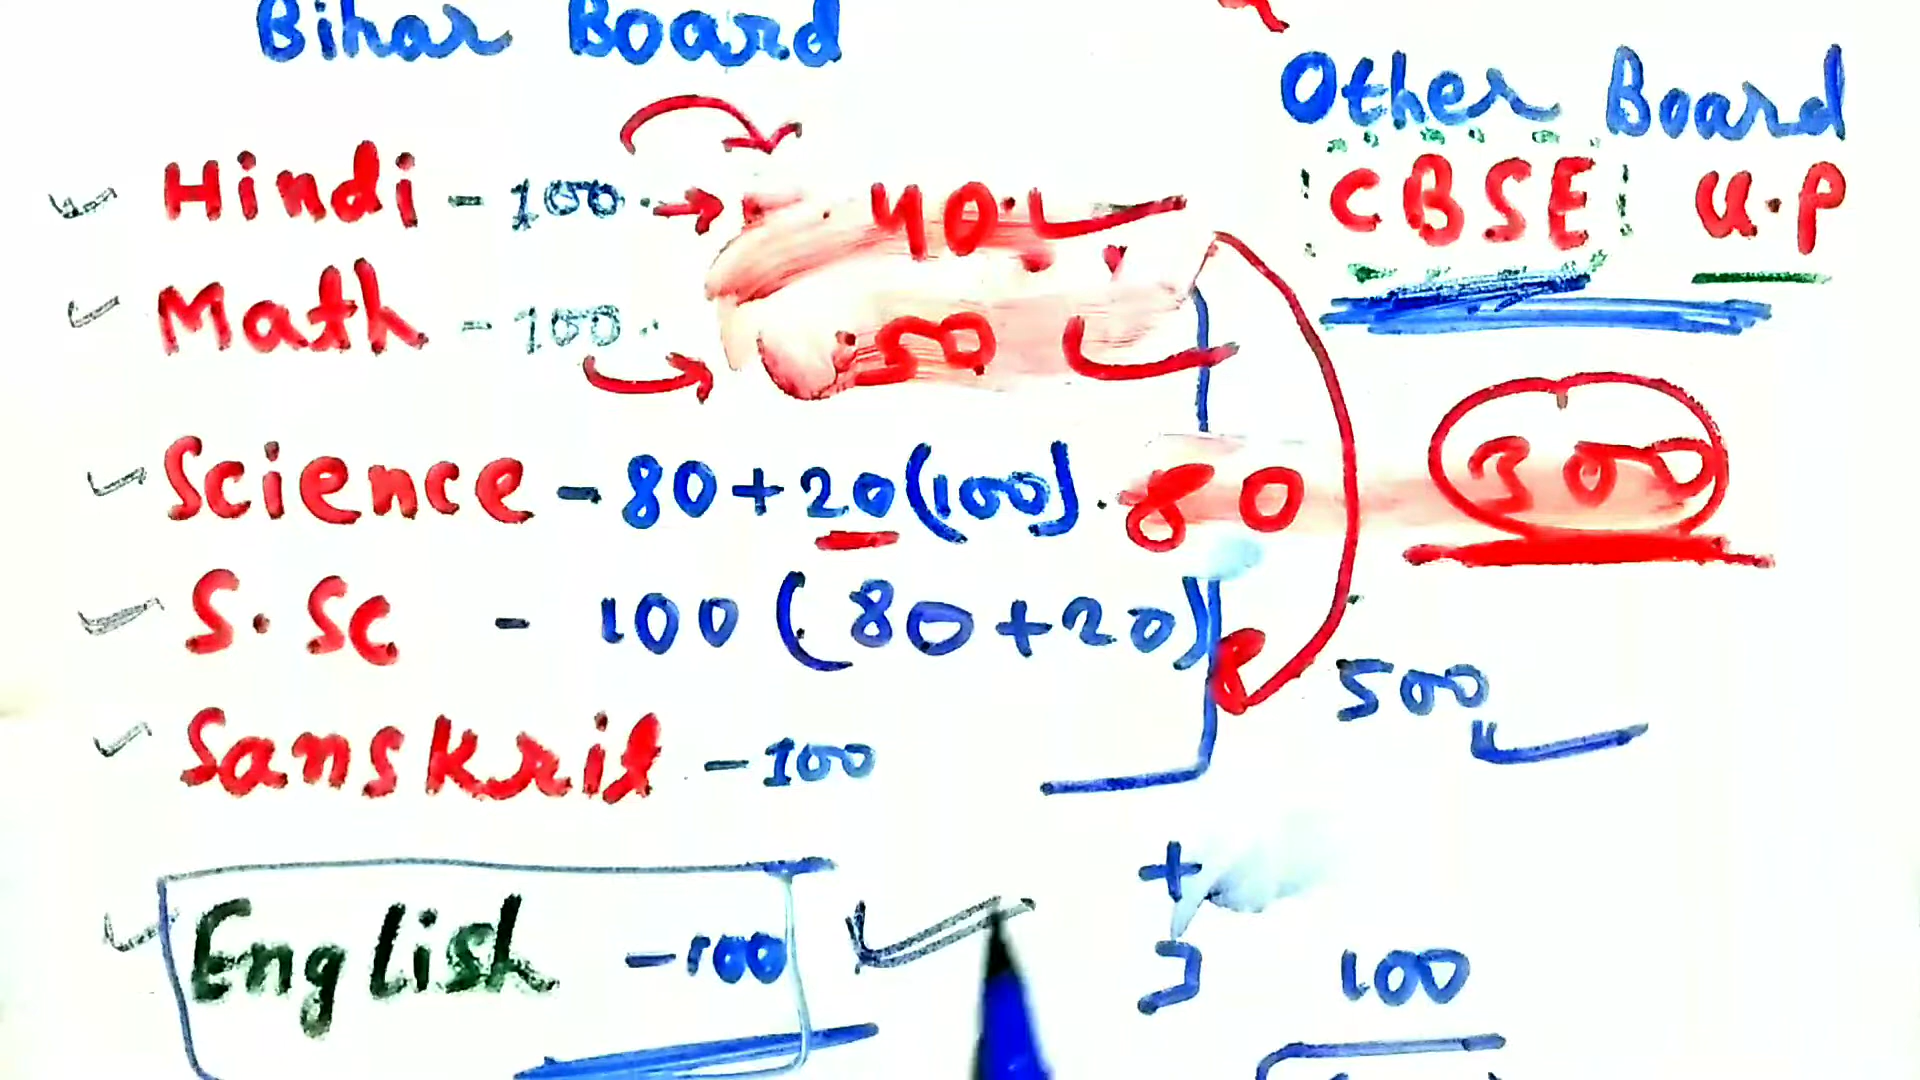 Bihar Board
Other Board
CBSE U.P
Hindi - 100 40
Math - 100 50
Science - 80 + 20 (100) 80
300
S. Sc - 100 (80 + 20)
500
Sanskrit - 100
+
English - 100
100